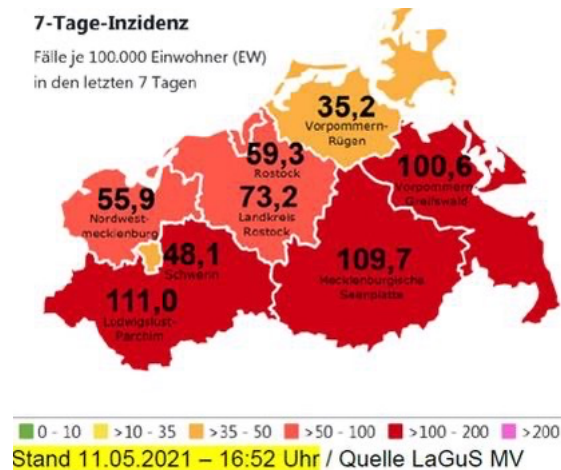 7-Tage-Inzidenz
Fälle je 100.000 Einwohner (EW)
in den letzten 7 Tagen
35,2
Vorpommern-
Rügen
59,3
Rostock
100,6
Vorpommern
Greifswald
55,9
Nordwest-
mecklenburg
73,2
Landkreis
Rostock
48,1
Schwerin
109,7
Mecklenburgische
Seenplatte
111,0
Ludwigslust-
Parchim
0 - 10 >10 - 35 >35 - 50 >50 - 100 >100 - 200 >200
Stand 11.05.2021 – 16:52 Uhr / Quelle LaGuS MV